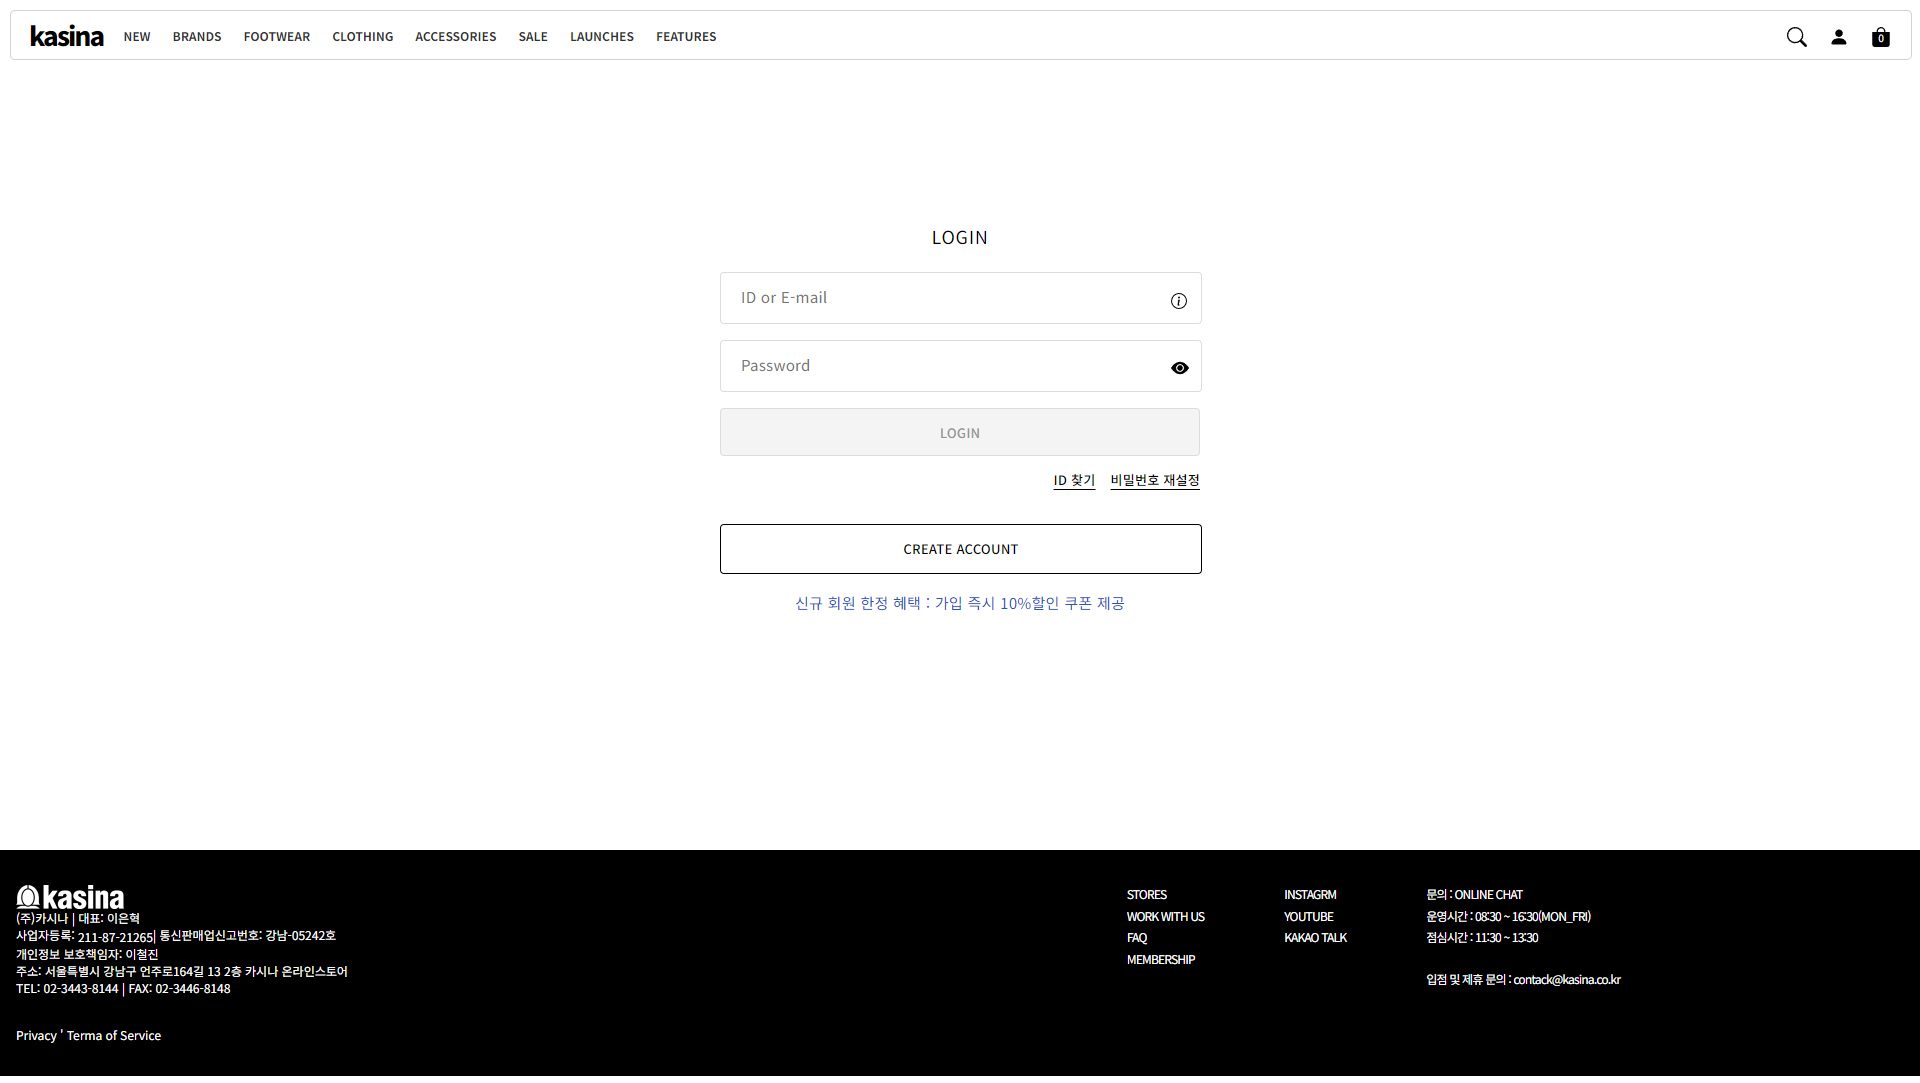 kasina NEW BRANDS FOOTWEAR CLOTHING ACCESSORIES SALE LAUNCHES FEATURES 0
LOGIN
ID or E-mail
Password
LOGIN
ID 찾기 비밀번호 재설정
CREATE ACCOUNT
신규 회원 한정 혜택 : 가입 즉시 10%할인 쿠폰 제공
kasina
(주)카시나 | 대표: 이은혁
사업자등록: 211-87-21265| 통신판매업신고번호: 강남-05242호
개인정보 보호책임자: 이철진
주소: 서울특별시 강남구 언주로164길 13 2층 카시나 온라인스토어
TEL: 02-3443-8144 | FAX: 02-3446-8148
Privacy ' Terma of Service
STORES
WORK WITH US
FAQ
MEMBERSHIP
INSTAGRM
YOUTUBE
KAKAO TALK
문의 : ONLINE CHAT
운영시간 : 08:30 ~ 16:30(MON_FRI)
점심시간 : 11:30 ~ 13:30
입점 및 제휴 문의 : contack@kasina.co.kr